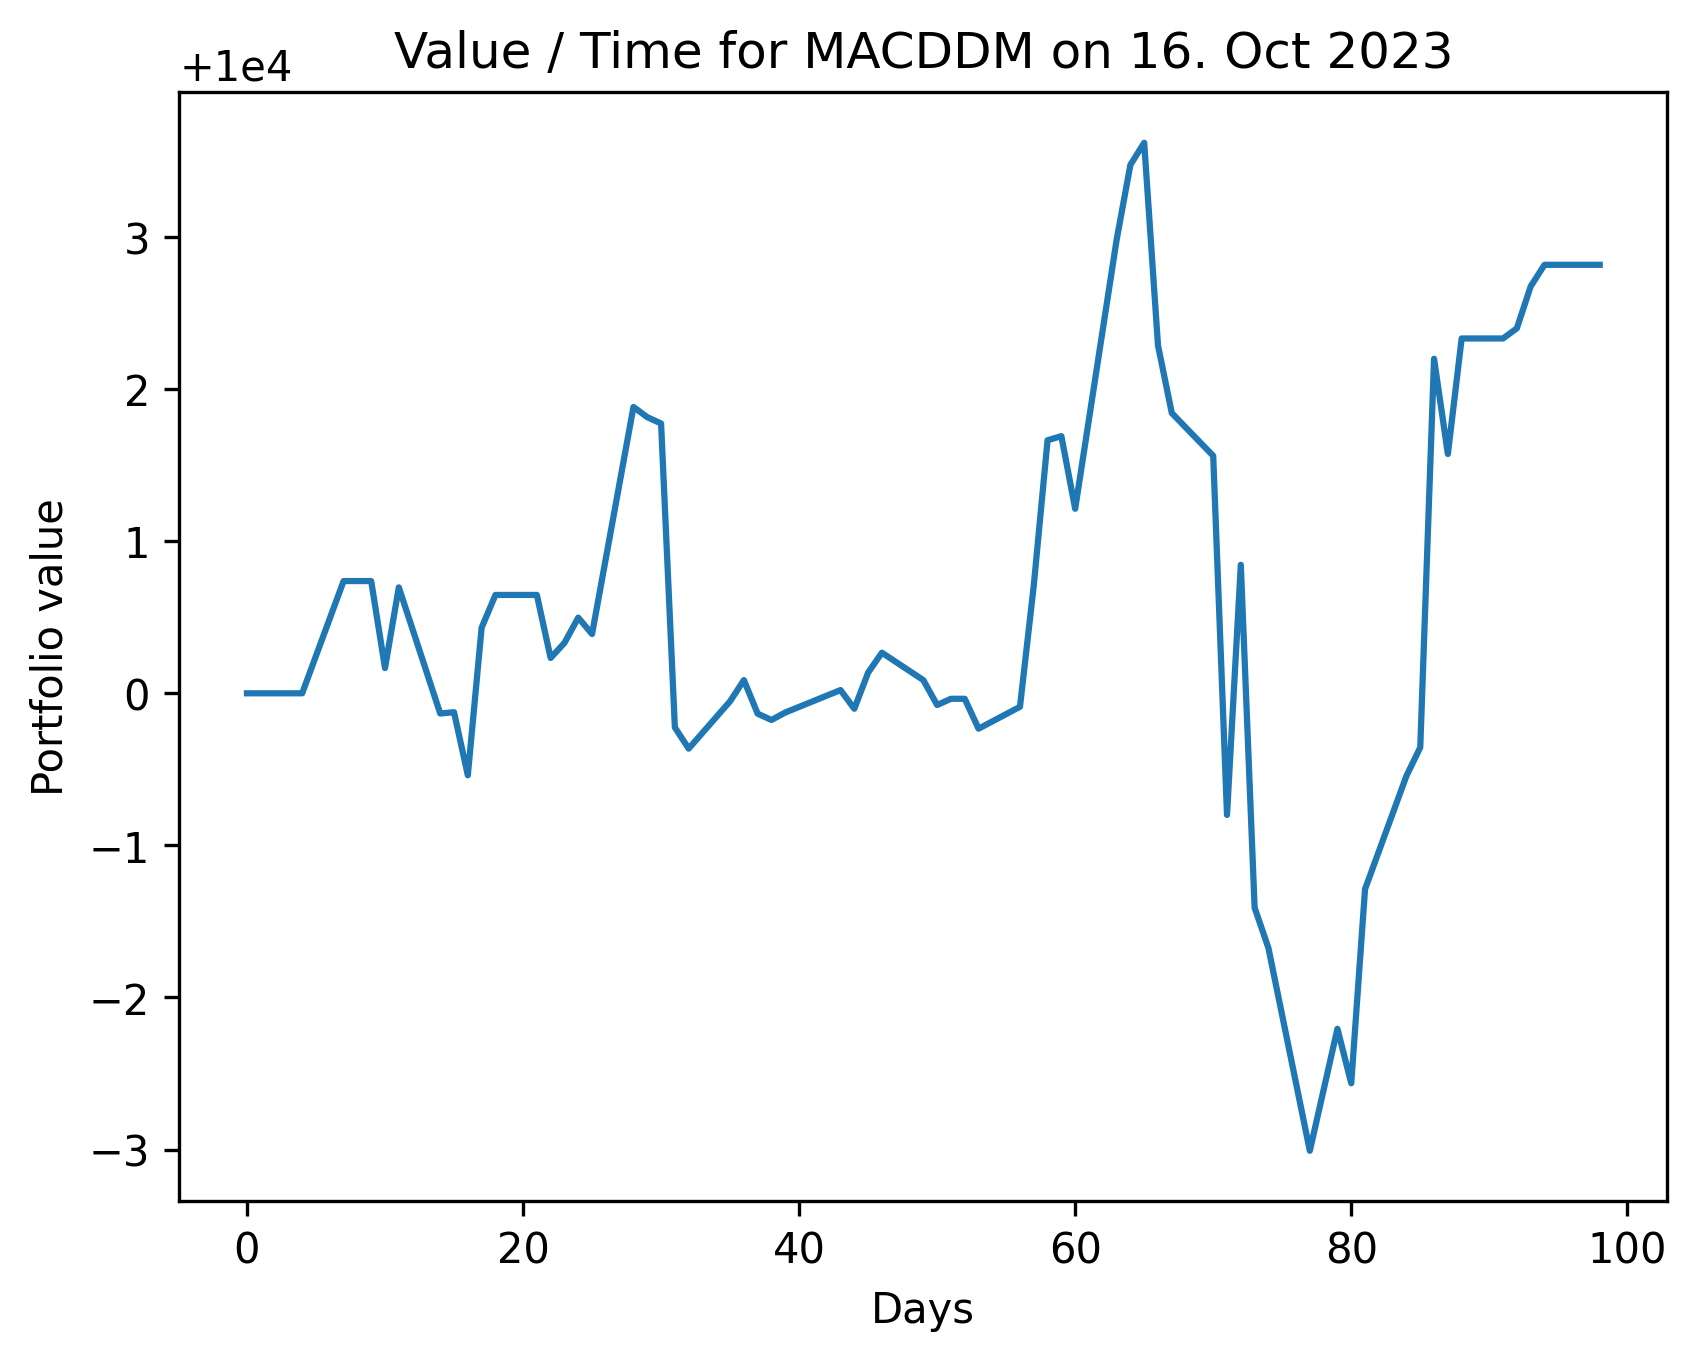 Value / Time for MACDDM on 16. Oct 2023
+1e4
3
2
1
0
−1
−2
−3
Portfolio value
0 20 40 60 80 100
Days